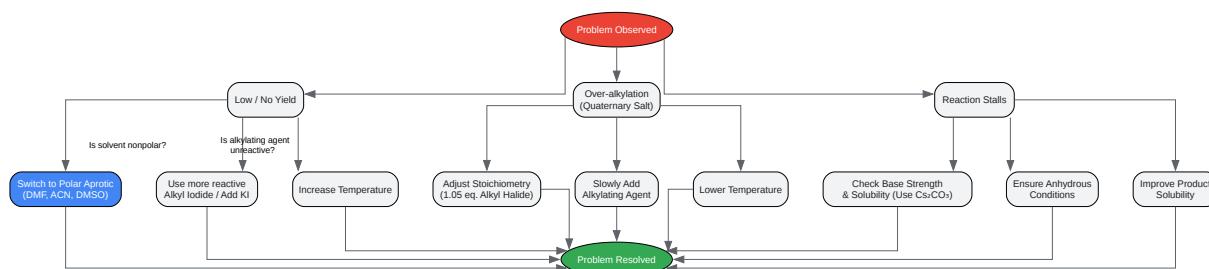 Problem Observed
Low / No Yield
Over-alkylation
(Quaternary Salt)
Reaction Stalls
Is solvent nonpolar?
Is alkylating agent
unreactive?
Switch to Polar Aprotic
(DMF, ACN, DMSO)
Use more reactive
Alkyl Iodide / Add KI
Increase Temperature
Adjust Stoichiometry
(1.05 eq. Alkyl Halide)
Slowly Add
Alkylating Agent
Lower Temperature
Check Base Strength
& Solubility (Use Cs₂CO₃)
Ensure Anhydrous
Conditions
Improve Product
Solubility
Problem Resolved